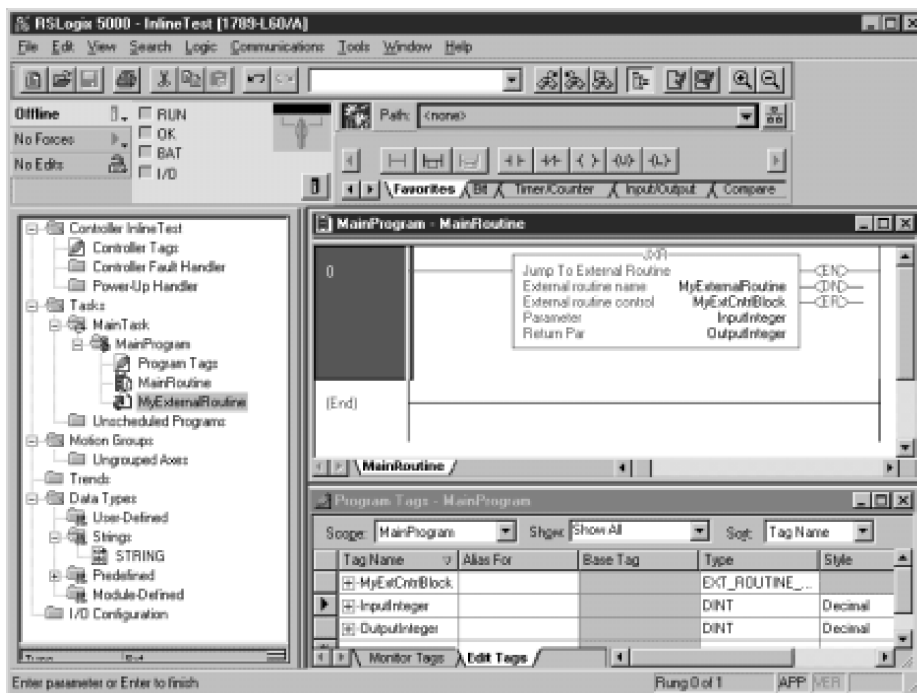 RSLogix 5000 - InlineTest [1789-L60/A]
File Edit View Search Logic Communications Tools Window Help
Offline
RUN
No Forces
OK
No Edits
BAT
I/O
Path: <none>
Favorites Bit Timer/Counter Input/Output Compare
Controller InlineTest
Controller Tags
Controller Fault Handler
Power-Up Handler
Tasks
MainTask
MainProgram
Program Tags
MainRoutine
MyExternalRoutine
Unscheduled Programs
Motion Groups
Ungrouped Axes
Trends
Data Types
User-Defined
Strings
STRING
Predefined
Module-Defined
I/O Configuration
MainProgram - MainRoutine
0
JXR
Jump To External Routine
External routine name MyExternalRoutine
External routine control MyExtCntrlBlock
Parameter InputInteger
Return Par OutputInteger
EN
DN
ER
(End)
MainRoutine
Program Tags - MainProgram
Scope: MainProgram Show: Show All Sort: Tag Name
Tag Name Alias For Base Tag Type Style
MyExtCntrlBlock EXT_ROUTINE_...
InputInteger DINT Decimal
OutputInteger DINT Decimal
Monitor Tags Edit Tags
Enter parameter or Enter to finish
Rung 0 of 1 APP VER